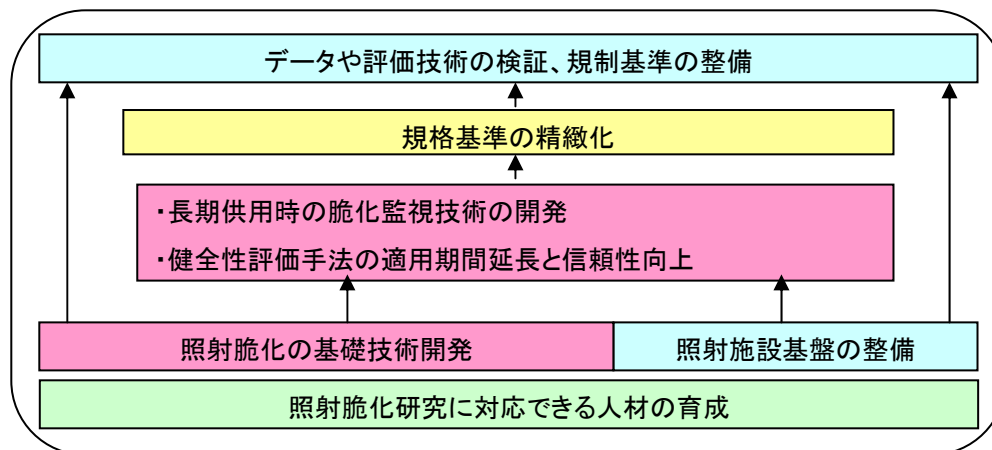 データや評価技術の検証、規制基準の整備
規格基準の精緻化
・長期供用時の脆化監視技術の開発
・健全性評価手法の適用期間延長と信頼性向上
照射脆化の基礎技術開発
照射施設基盤の整備
照射脆化研究に対応できる人材の育成